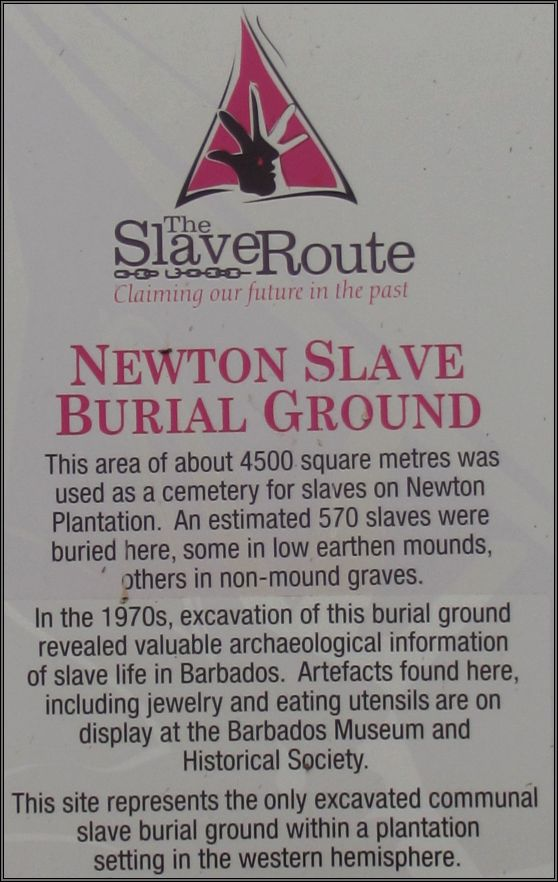 The
SlaveRoute
Claiming our future in the past
NEWTON SLAVE
BURIAL GROUND
This area of about 4500 square metres was
used as a cemetery for slaves on Newton
Plantation. An estimated 570 slaves were
buried here, some in low earthen mounds,
others in non-mound graves.
In the 1970s, excavation of this burial ground
revealed valuable archaeological information
of slave life in Barbados. Artefacts found here,
including jewelry and eating utensils are on
display at the Barbados Museum and
Historical Society.
This site represents the only excavated communal
slave burial ground within a plantation
setting in the western hemisphere.